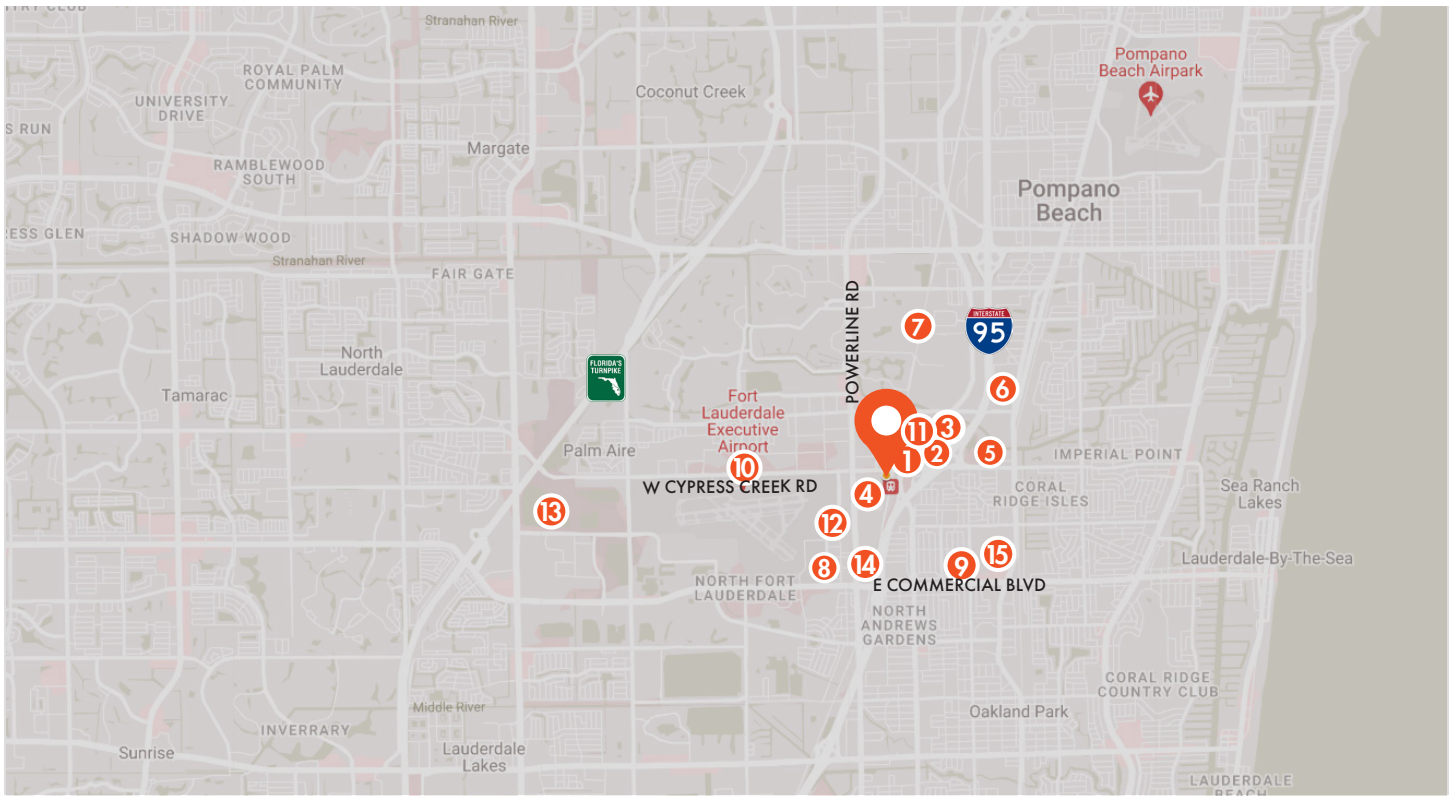 Stranahan River
Pompano
Beach Airpark
ROYAL PALM
COMMUNITY
Coconut Creek
UNIVERSITY
DRIVE
S RUN
Margate
RAMBLEWOOD
SOUTH
Pompano
Beach
ESS GLEN
SHADOW WOOD
Stranahan River
FAIR GATE
POWERLINE RD
7
INTERSTATE
95
North
Lauderdale
FLORIDA'S
TURNPIKE
6
Tamarac
Fort
Lauderdale
Executive
Airport
11
3
Palm Aire
1
2
5
IMPERIAL POINT
10
W CYPRESS CREEK RD
4
CORAL
RIDGE ISLES
Sea Ranch
Lakes
13
12
8
14
9
15
Lauderdale-By-The-Sea
NORTH FORT
LAUDERDALE
E COMMERCIAL BLVD
NORTH
ANDREWS
GARDENS
CORAL RIDGE
COUNTRY CLUB
Middle River
Oakland Park
INVERRARY
Sunrise
Lauderdale
Lakes
LAUDERDALE
BEACH